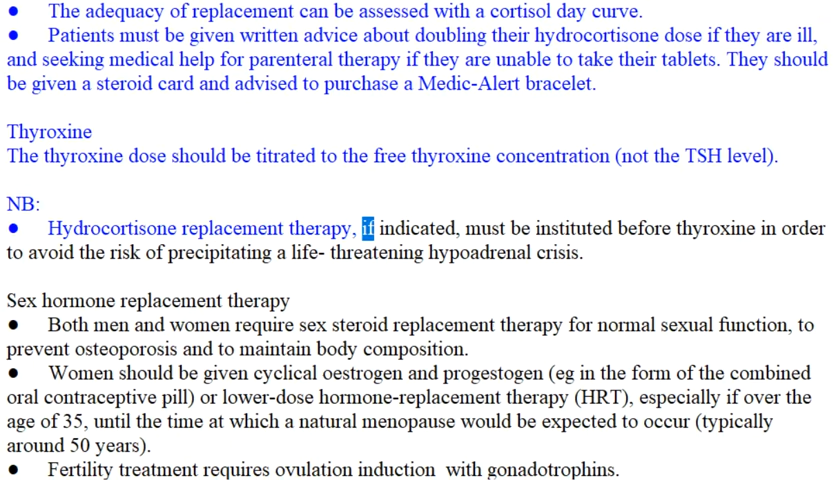 ● The adequacy of replacement can be assessed with a cortisol day curve.
● Patients must be given written advice about doubling their hydrocortisone dose if they are ill,
and seeking medical help for parenteral therapy if they are unable to take their tablets. They should
be given a steroid card and advised to purchase a Medic-Alert bracelet.
Thyroxine
The thyroxine dose should be titrated to the free thyroxine concentration (not the TSH level).
NB:
● Hydrocortisone replacement therapy, if indicated, must be instituted before thyroxine in order
to avoid the risk of precipitating a life- threatening hypoadrenal crisis.
Sex hormone replacement therapy
● Both men and women require sex steroid replacement therapy for normal sexual function, to
prevent osteoporosis and to maintain body composition.
● Women should be given cyclical oestrogen and progestogen (eg in the form of the combined
oral contraceptive pill) or lower-dose hormone-replacement therapy (HRT), especially if over the
age of 35, until the time at which a natural menopause would be expected to occur (typically
around 50 years).
● Fertility treatment requires ovulation induction with gonadotrophins.